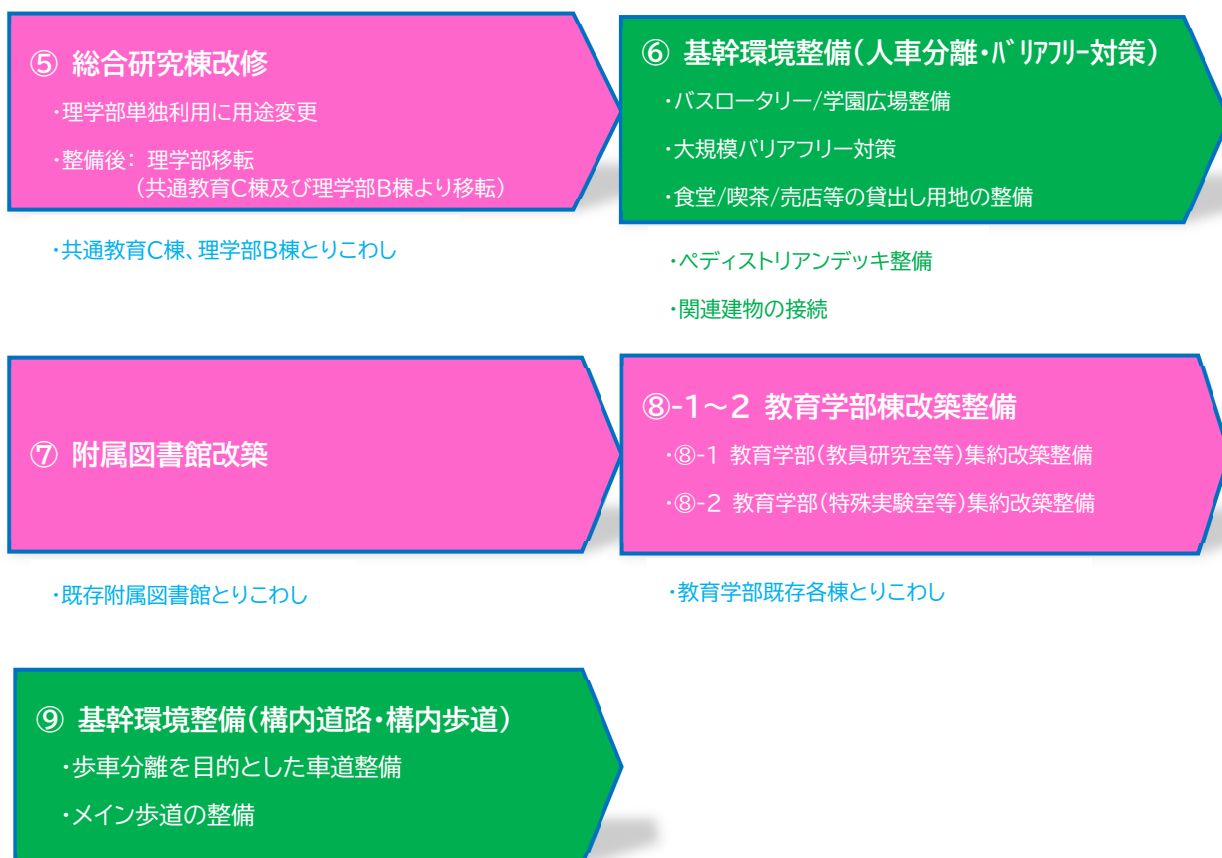 ⑤ 総合研究棟改修
・理学部単独利用に用途変更
・整備後： 理学部移転
（共通教育C棟及び理学部B棟より移転）
・共通教育C棟、理学部B棟とりこわし
⑥ 基幹環境整備（人車分離・ﾊﾞﾘｱﾌﾘｰ対策）
・バスロータリー/学園広場整備
・大規模バリアフリー対策
・食堂/喫茶/売店等の貸出し用地の整備
・ペディストリアンデッキ整備
・関連建物の接続
⑦ 附属図書館改築
・既存附属図書館とりこわし
⑧-1～2 教育学部棟改築整備
・⑧-1 教育学部（教員研究室等）集約改築整備
・⑧-2 教育学部（特殊実験室等）集約改築整備
・教育学部既存各棟とりこわし
⑨ 基幹環境整備（構内道路・構内歩道）
・歩車分離を目的とした車道整備
・メイン歩道の整備